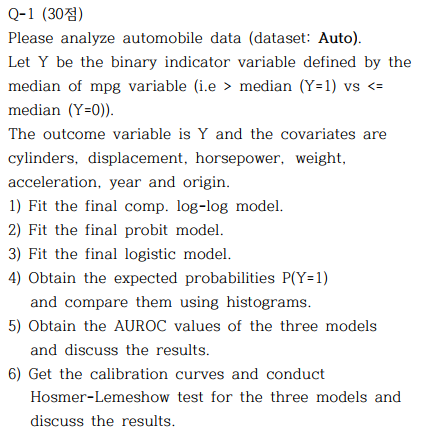 Q-1 (30점)
Please analyze automobile data (dataset: Auto).
Let Y be the binary indicator variable defined by the
median of mpg variable (i.e > median (Y=1) vs <=
median (Y=0)).
The outcome variable is Y and the covariates are
cylinders, displacement, horsepower, weight,
acceleration, year and origin.
1) Fit the final comp. log-log model.
2) Fit the final probit model.
3) Fit the final logistic model.
4) Obtain the expected probabilities P(Y=1)
and compare them using histograms.
5) Obtain the AUROC values of the three models
and discuss the results.
6) Get the calibration curves and conduct
Hosmer-Lemeshow test for the three models and
discuss the results.